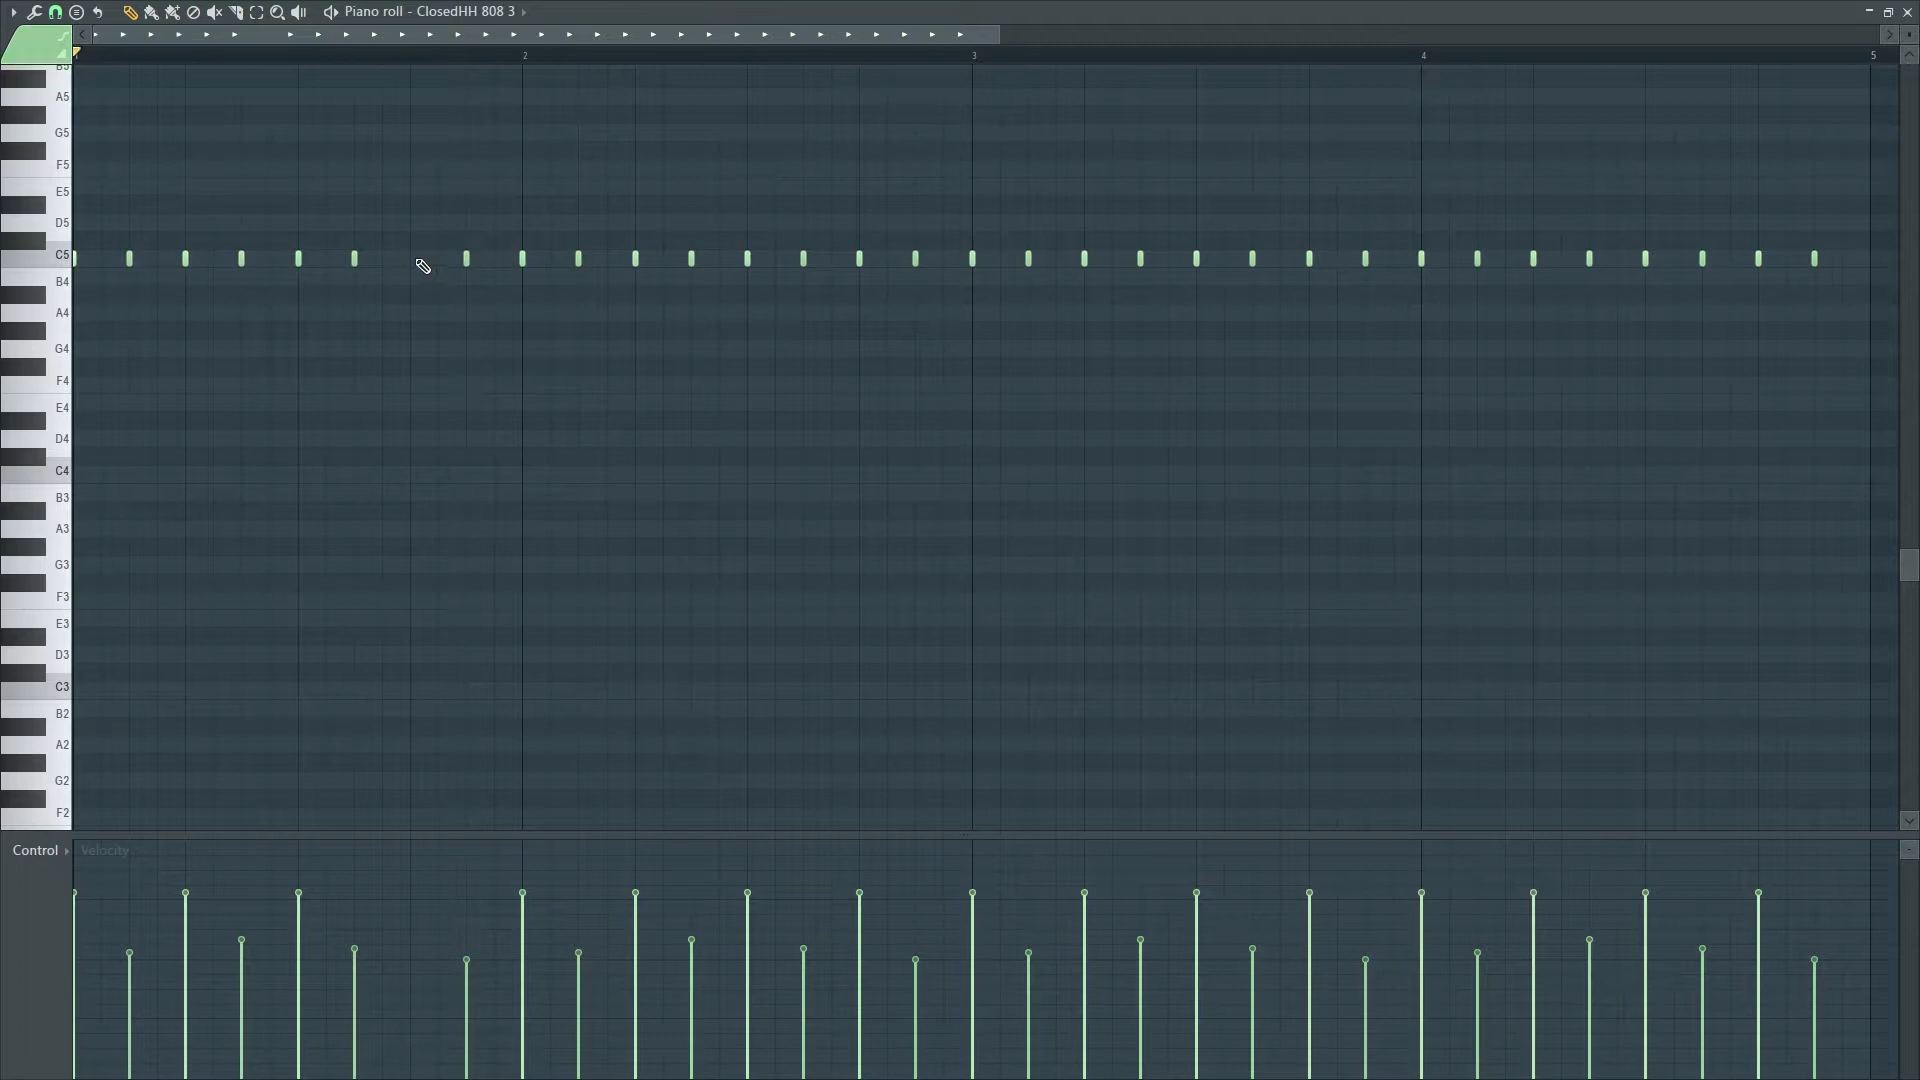 Piano roll - ClosedHH 808 3
2
3
4
5
B5
A5
G5
F5
E5
D5
C5
B4
A4
G4
F4
E4
D4
C4
B3
A3
G3
F3
E3
D3
C3
B2
A2
G2
F2
Control
Velocity